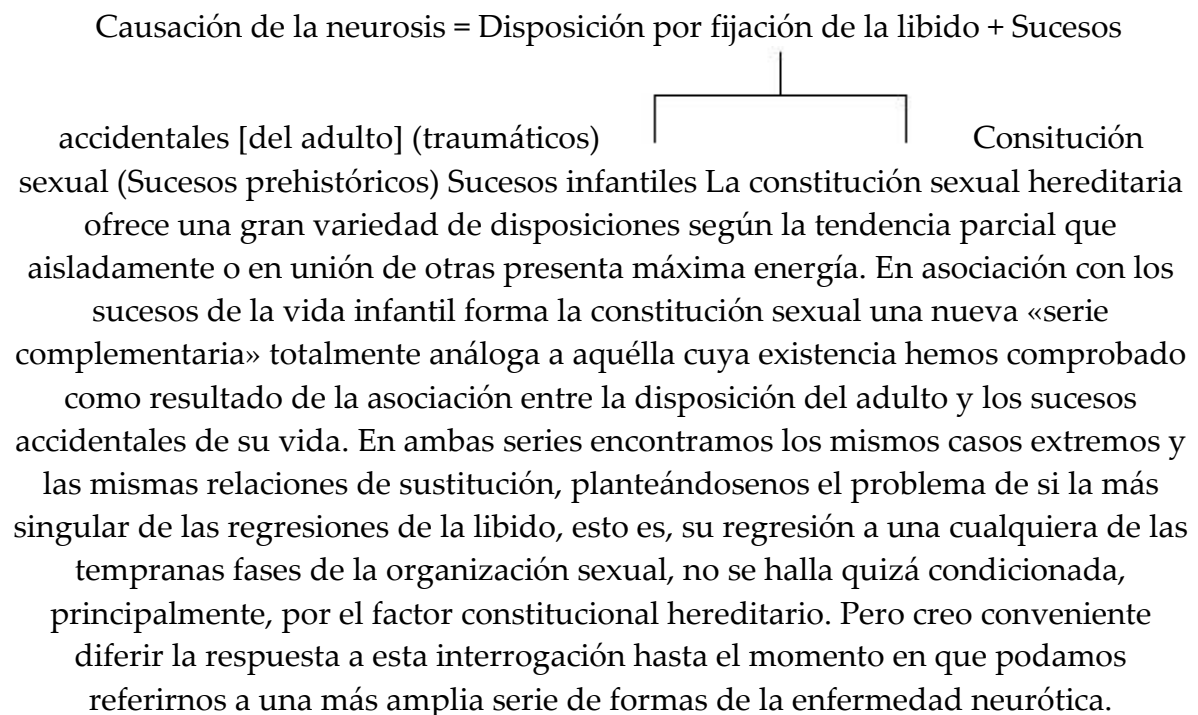 Causación de la neurosis = Disposición por fijación de la libido + Sucesos
accidentales [del adulto] (traumáticos) Consitución
sexual (Sucesos prehistóricos) Sucesos infantiles La constitución sexual hereditaria
ofrece una gran variedad de disposiciones según la tendencia parcial que
aisladamente o en unión de otras presenta máxima energía. En asociación con los
sucesos de la vida infantil forma la constitución sexual una nueva «serie
complementaria» totalmente análoga a aquélla cuya existencia hemos comprobado
como resultado de la asociación entre la disposición del adulto y los sucesos
accidentales de su vida. En ambas series encontramos los mismos casos extremos y
las mismas relaciones de sustitución, planteándosenos el problema de si la más
singular de las regresiones de la libido, esto es, su regresión a una cualquiera de las
tempranas fases de la organización sexual, no se halla quizá condicionada,
principalmente, por el factor constitucional hereditario. Pero creo conveniente
diferir la respuesta a esta interrogación hasta el momento en que podamos
referirnos a una más amplia serie de formas de la enfermedad neurótica.